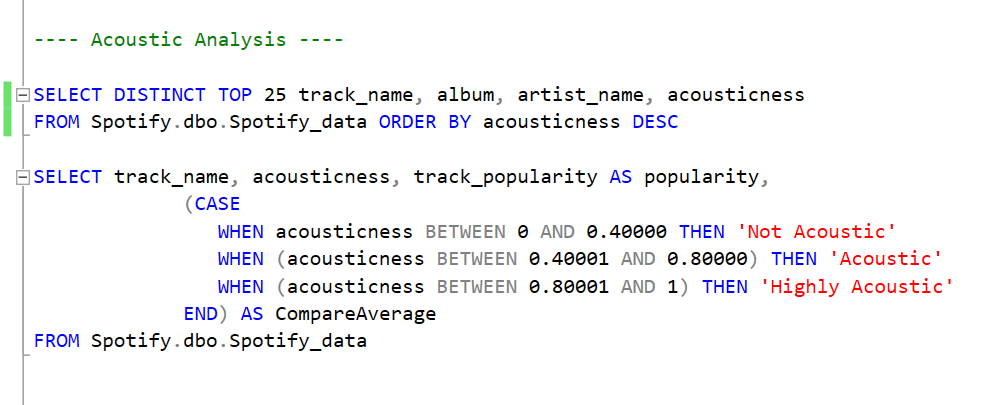 ---- Acoustic Analysis ----
SELECT DISTINCT TOP 25 track_name, album, artist_name, acousticness
FROM Spotify.dbo.Spotify_data ORDER BY acousticness DESC
SELECT track_name, acousticness, track_popularity AS popularity,
(CASE
WHEN acousticness BETWEEN 0 AND 0.40000 THEN 'Not Acoustic'
WHEN (acousticness BETWEEN 0.40001 AND 0.80000) THEN 'Acoustic'
WHEN (acousticness BETWEEN 0.80001 AND 1) THEN 'Highly Acoustic'
END) AS CompareAverage
FROM Spotify.dbo.Spotify_data